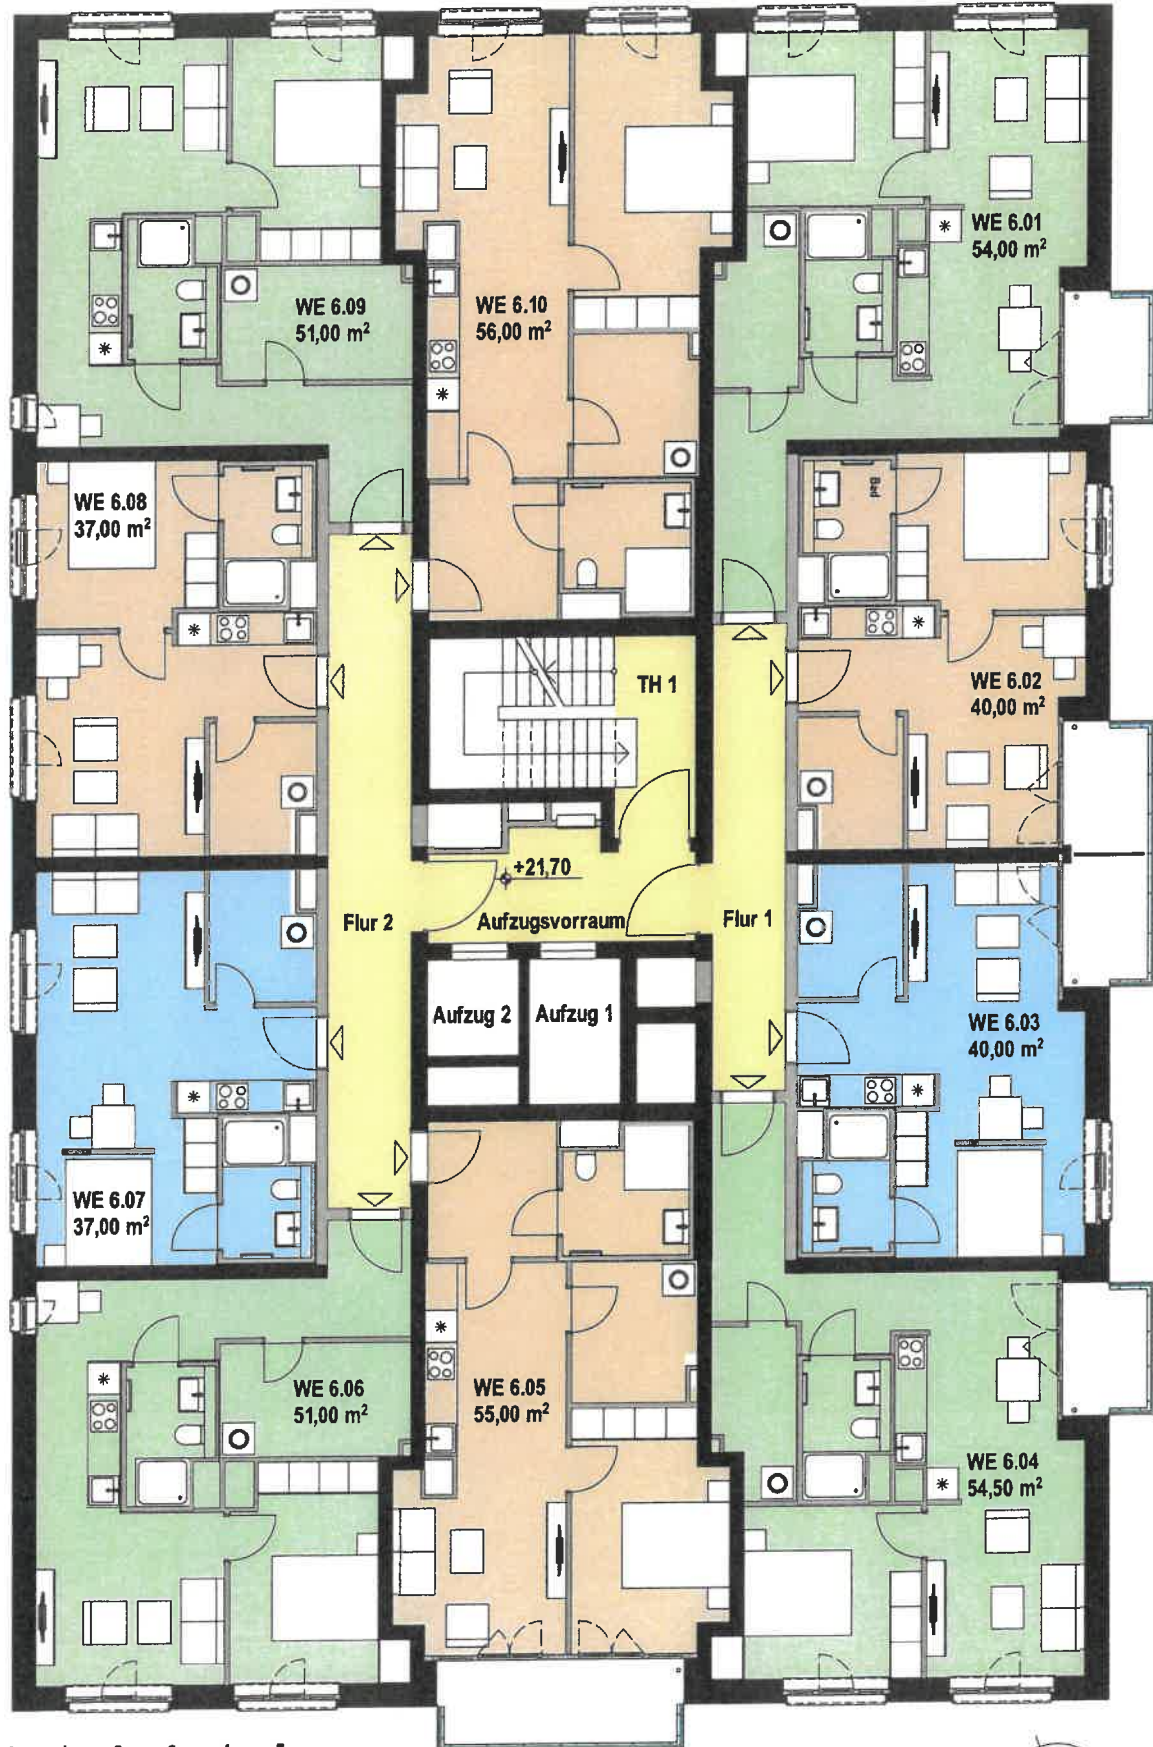 WE 6.01
54,00 m²
WE 6.09
51,00 m²
WE 6.10
56,00 m²
WE 6.08
37,00 m²
Bad
TH 1
WE 6.02
40,00 m²
+21,70
Flur 2
Aufzugsvorraum
Flur 1
Aufzug 2
Aufzug 1
WE 6.03
40,00 m²
WE 6.07
37,00 m²
WE 6.06
51,00 m²
WE 6.05
55,00 m²
WE 6.04
54,50 m²